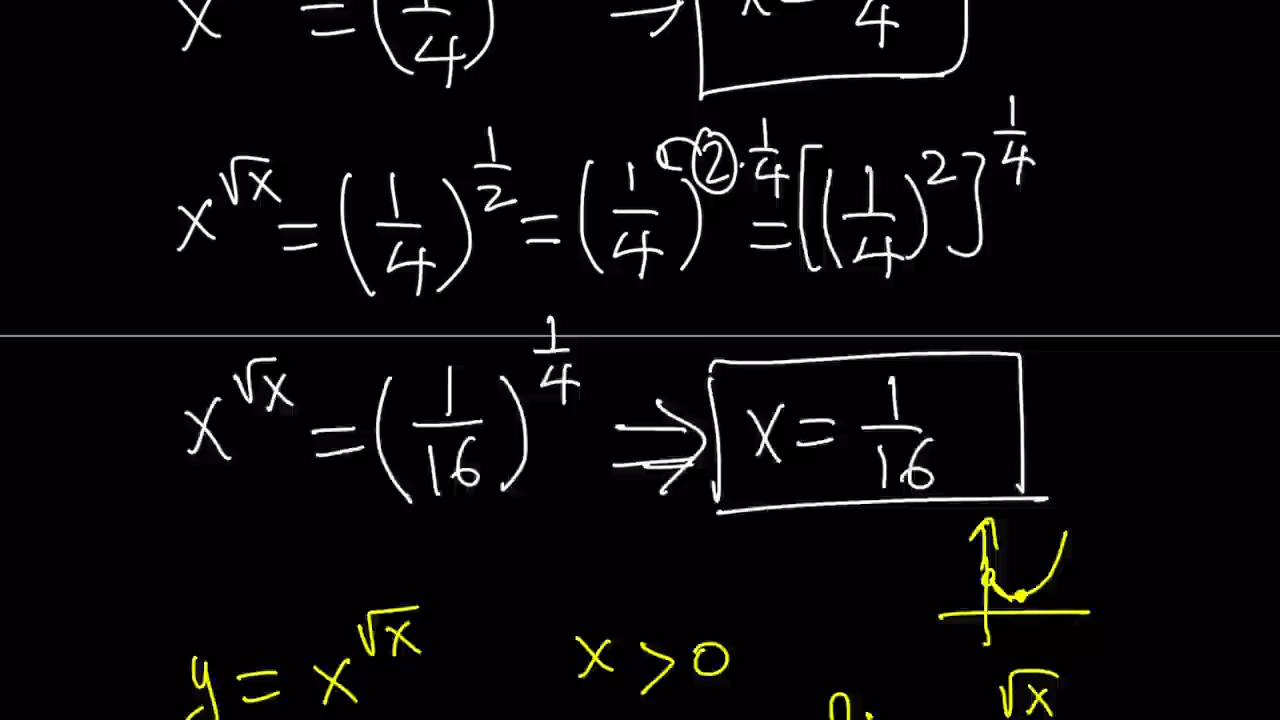 x = (1/4) ⇒ x = 1/4
x^√x = (1/4)^(1/2) = (1/4)^(2·1/4) = [(1/4)^2]^(1/4)
x^√x = (1/16)^(1/4) ⇒ x = 1/16
y = x^√x x > 0
√x